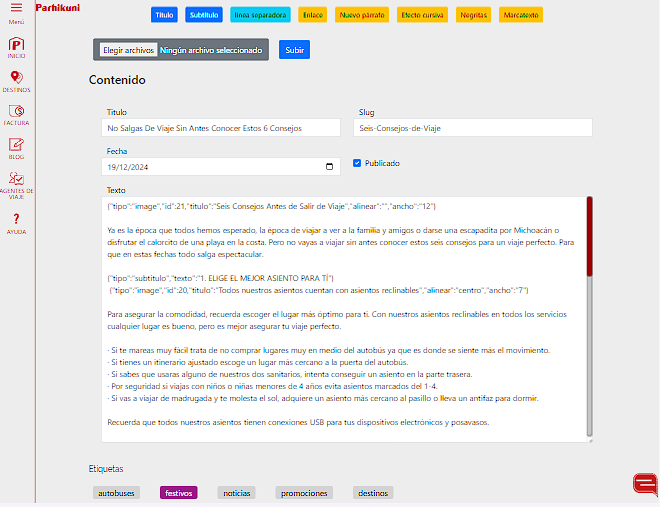 Parhikuni
Menú
INICIO
DESTINOS
FACTURA
BLOG
AGENTES DE
VIAJE
AYUDA
Titulo Subtitulo linea separadora Enlace Nuevo parrafo Efecto cursiva Negritas Marcatexto
Elegir archivos Ningún archivo seleccionado Subir
Contenido
Titulo Slug
No Salgas De Viaje Sin Antes Conocer Estos 6 Consejos Seis-Consejos-de-Viaje
Fecha
19/12/2024 Publicado
Texto
{"tipo":"image","id":21,"titulo":"Seis Consejos Antes de Salir de Viaje","alinear":"","ancho":"12"}
Ya es la época que todos hemos esperado, la época de viajar a ver a la familia y amigos o darse una escapadita por Michoacán o
disfrutar el calorcito de una playa en la costa. Pero no vayas a viajar sin antes conocer estos seis consejos para un viaje perfecto. Para
que en estas fechas todo salga espectacular.
{"tipo":"subtitulo","texto":"1. ELIGE EL MEJOR ASIENTO PARA TÍ"}
{"tipo":"image","id":20,"titulo":"Todos nuestros asientos cuentan con asientos reclinables","alinear":"centro","ancho":"7"}
Para asegurar la comodidad, recuerda escoger el lugar más óptimo para ti. Con nuestros asientos reclinables en todos los servicios
cualquier lugar es bueno, pero es mejor asegurar tu viaje perfecto.
· Si te mareas muy fácil trata de no comprar lugares muy en medio del autobús ya que es donde se siente más el movimiento.
· Si tienes un itinerario ajustado escoge un lugar más cercano a la puerta del autobús.
· Si sabes que usaras alguno de nuestros dos sanitarios, intenta conseguir un asiento en la parte trasera.
· Por seguridad si viajas con niños o niñas menores de 4 años evita asientos marcados del 1-4.
· Si vas a viajar de madrugada y te molesta el sol, adquiere un asiento más cercano al pasillo o lleva un antifaz para dormir.
Recuerda que todos nuestros asientos tienen conexiones USB para tus dispositivos electrónicos y posavasos.
Etiquetas
autobuses festivos noticias promociones destinos